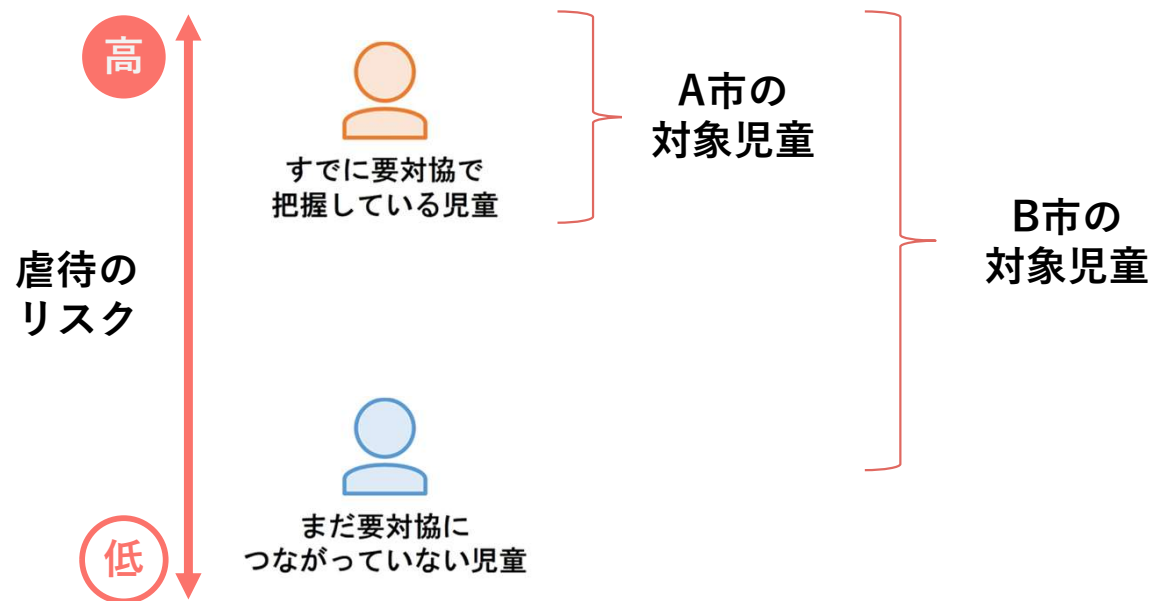 高
すでに要対協で
把握している児童
A市の
対象児童
B市の
対象児童
虐待の
リスク
まだ要対協に
つながっていない児童
低